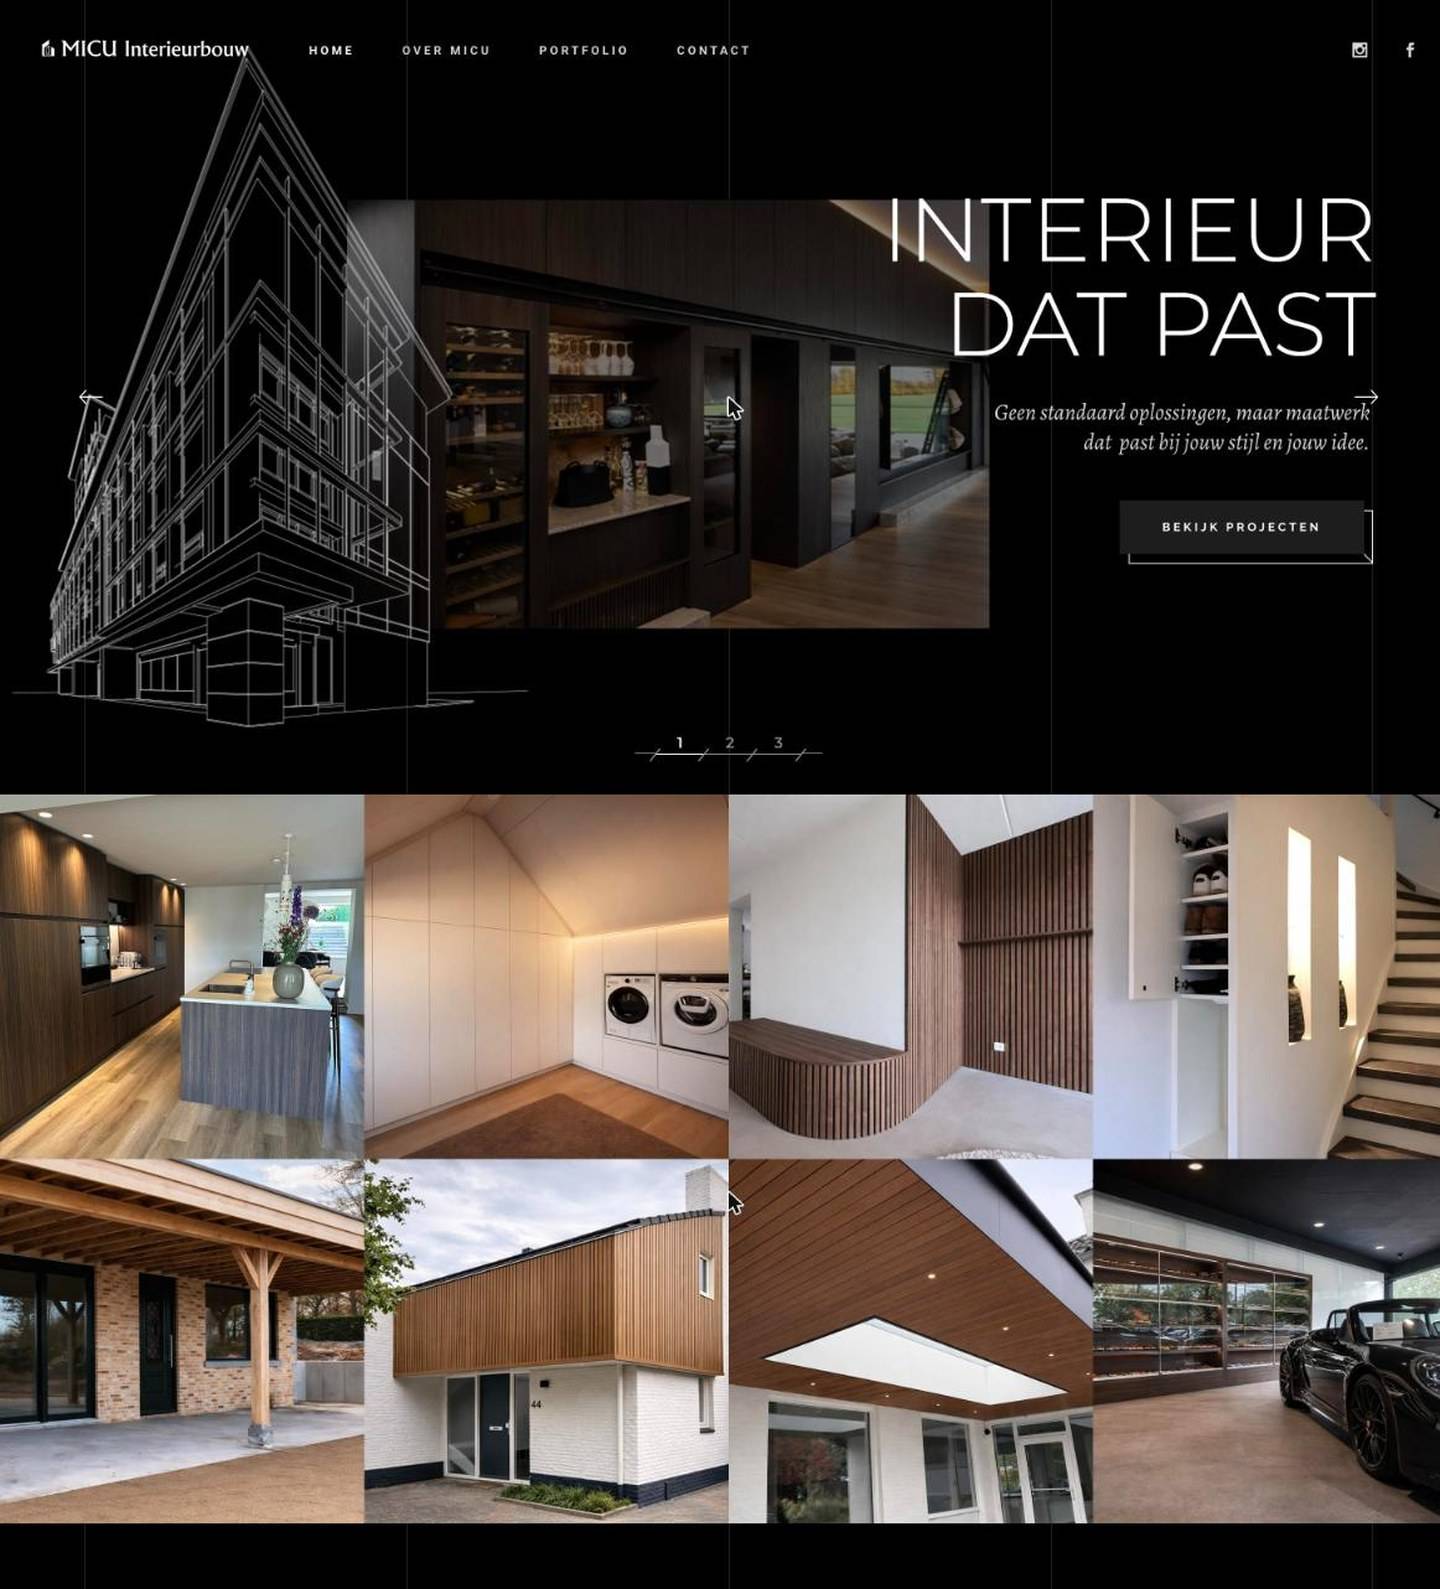 MICU Interieurbouw
HOME
OVER MICU
PORTFOLIO
CONTACT
INTERIEUR
DAT PAST
Geen standaard oplossingen, maar maatwerk
dat past bij jouw stijl en jouw idee.
BEKIJK PROJECTEN
1 2 3
44